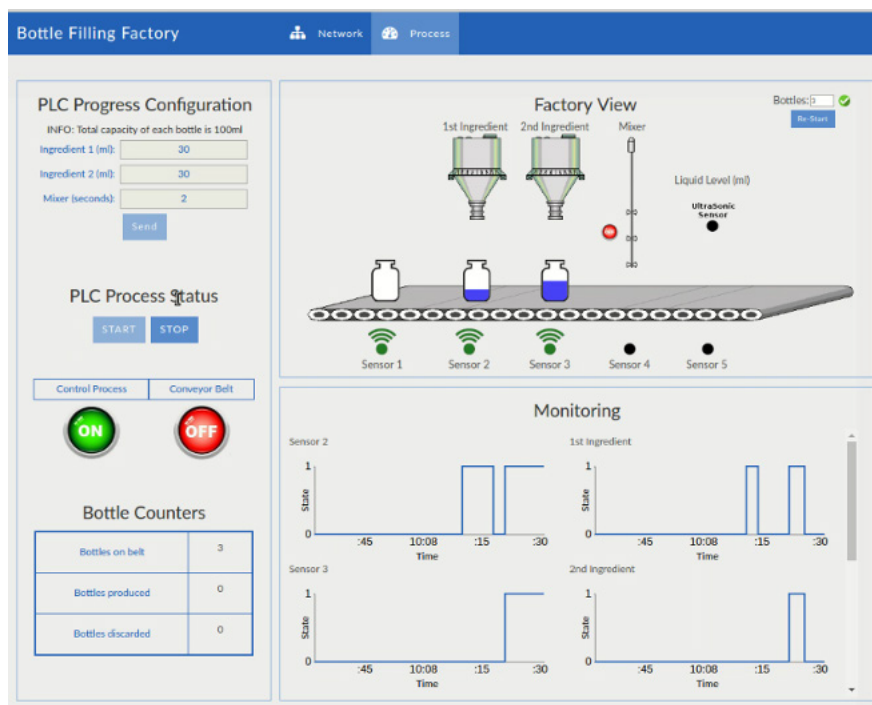 Bottle Filling Factory
Network
Process
PLC Progress Configuration
INFO: Total capacity of each bottle is 100ml
Ingredient 1 (ml):
30
Ingredient 2 (ml):
30
Mixer (seconds):
2
Send
PLC Process Status
START
STOP
Control Process
Conveyor Belt
ON
OFF
Bottle Counters
Bottles on belt
3
Bottles produced
0
Bottles discarded
0
Factory View
Bottles:
3
Re-Start
1st Ingredient
2nd Ingredient
Mixer
Liquid Level (ml)
UltraSonic
Sensor
Sensor 1
Sensor 2
Sensor 3
Sensor 4
Sensor 5
Monitoring
Sensor 2
1
State
0
:45
10:08
:15
:30
Time
1st Ingredient
1
State
0
:45
10:08
:15
:30
Time
Sensor 3
1
State
0
:45
10:08
:15
:30
Time
2nd Ingredient
1
State
0
:45
10:08
:15
:30
Time